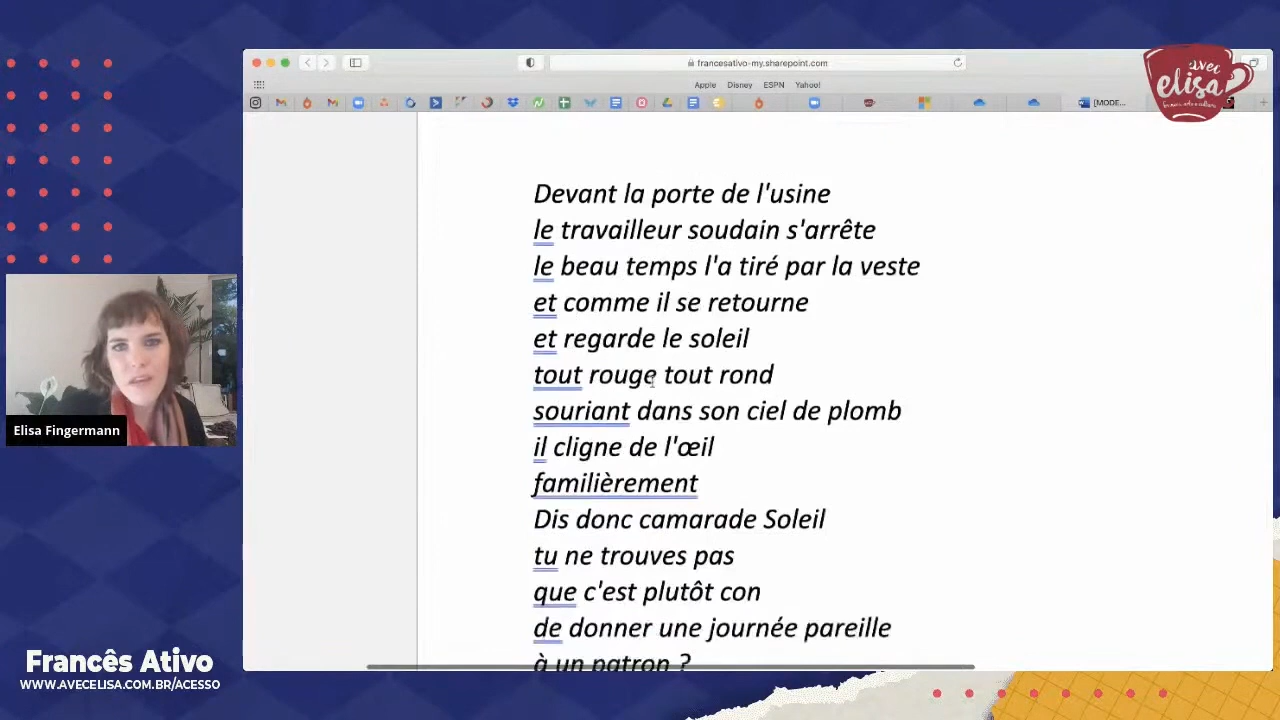 francesativo-my.sharepoint.com
Apple Disney ESPN Yahoo!
[MODE...
avec
elisa
Devant la porte de l'usine
le travailleur soudain s'arrête
le beau temps l'a tiré par la veste
et comme il se retourne
et regarde le soleil
tout rouge tout rond
souriant dans son ciel de plomb
il cligne de l'œil
familièrement
Dis donc camarade Soleil
tu ne trouves pas
que c'est plutôt con
de donner une journée pareille
à un patron ?
Elisa Fingermann
Francês Ativo
WWW.AVECELISA.COM.BR/ACESSO